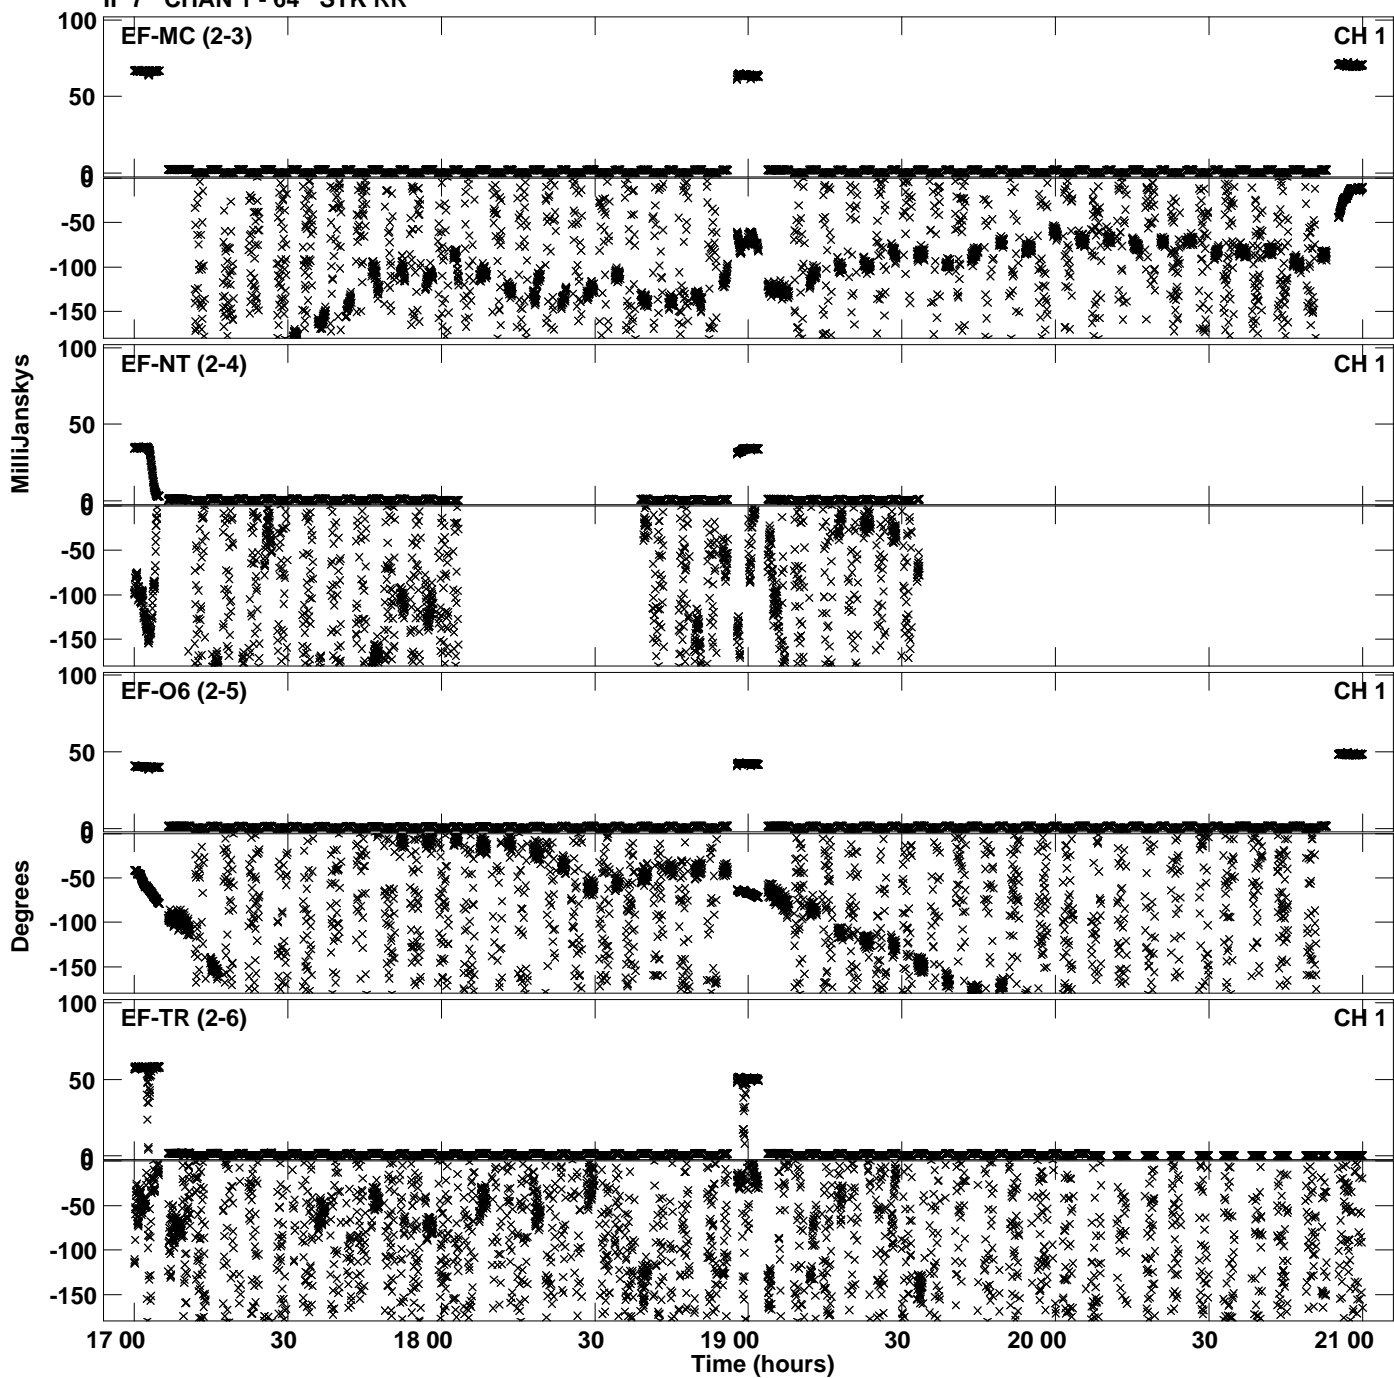 IF 7 CHAN 1 - 64 STK RR
EF-MC (2-3)
CH 1
100
50
0
0
-50
-100
-150
EF-NT (2-4)
CH 1
100
50
0
0
-50
-100
-150
MilliJanskys
EF-O6 (2-5)
CH 1
100
50
0
0
-50
-100
-150
Degrees
EF-TR (2-6)
CH 1
100
50
0
0
-50
-100
-150
17 00 30 18 00 30 19 00 30 20 00 30 21 00
Time (hours)